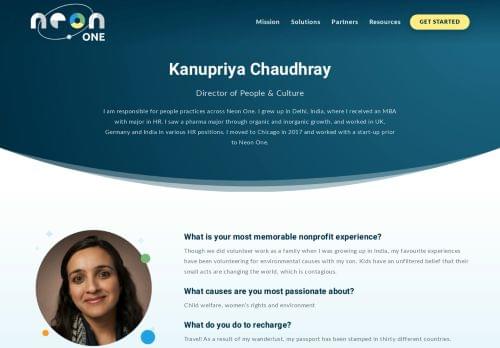 neon
ONE
Mission Solutions Partners Resources GET STARTED
Kanupriya Chaudhray
Director of People & Culture
I am responsible for people practices across Neon One. I grew up in Delhi, India, where I received an MBA
with major in HR. I saw a pharma major through organic and inorganic growth, and worked in UK,
Germany and India in various HR positions. I moved to Chicago in 2017 and worked with a start-up prior
to Neon One.
What is your most memorable nonprofit experience?
Though we did volunteer work as a family when I was growing up in India, my favourite experiences
have been volunteering for environmental causes with my son. Kids have an unfiltered belief that their
small acts are changing the world, which is contagious.
What causes are you most passionate about?
Child welfare, women's rights and environment
What do you do to recharge?
Travel! As a result of my wanderlust, my passport has been stamped in thirty different countries.